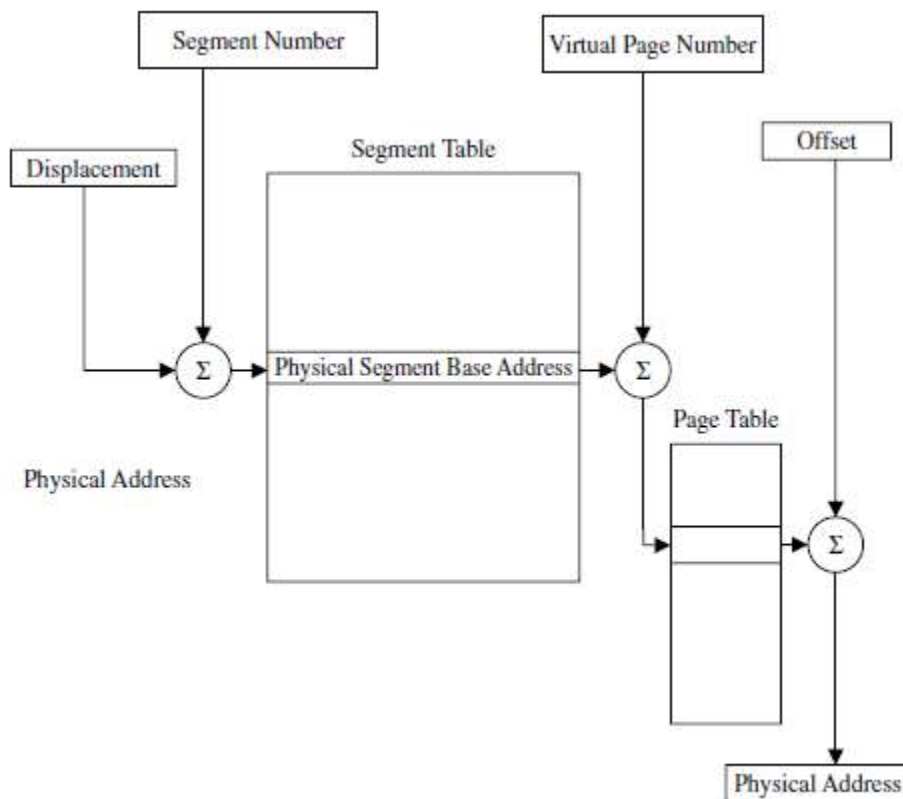 Segment Number
Virtual Page Number
Displacement
Segment Table
Offset
Σ
Physical Segment Base Address
Σ
Page Table
Physical Address
Σ
Physical Address